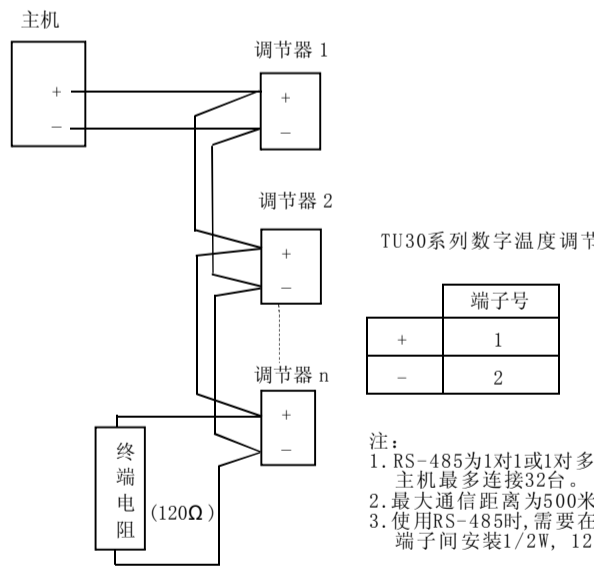 主机
调节器 1
+
+
−
−
调节器 2
+
−
TU30系列数字温度调节
端子号
+ 1
− 2
调节器 n
+
−
终端电阻
(120Ω)
注：
1.RS-485为1对1或1对多
主机最多连接32台。
2.最大通信距离为500米
3.使用RS-485时,需要在
端子间安装1/2W, 12